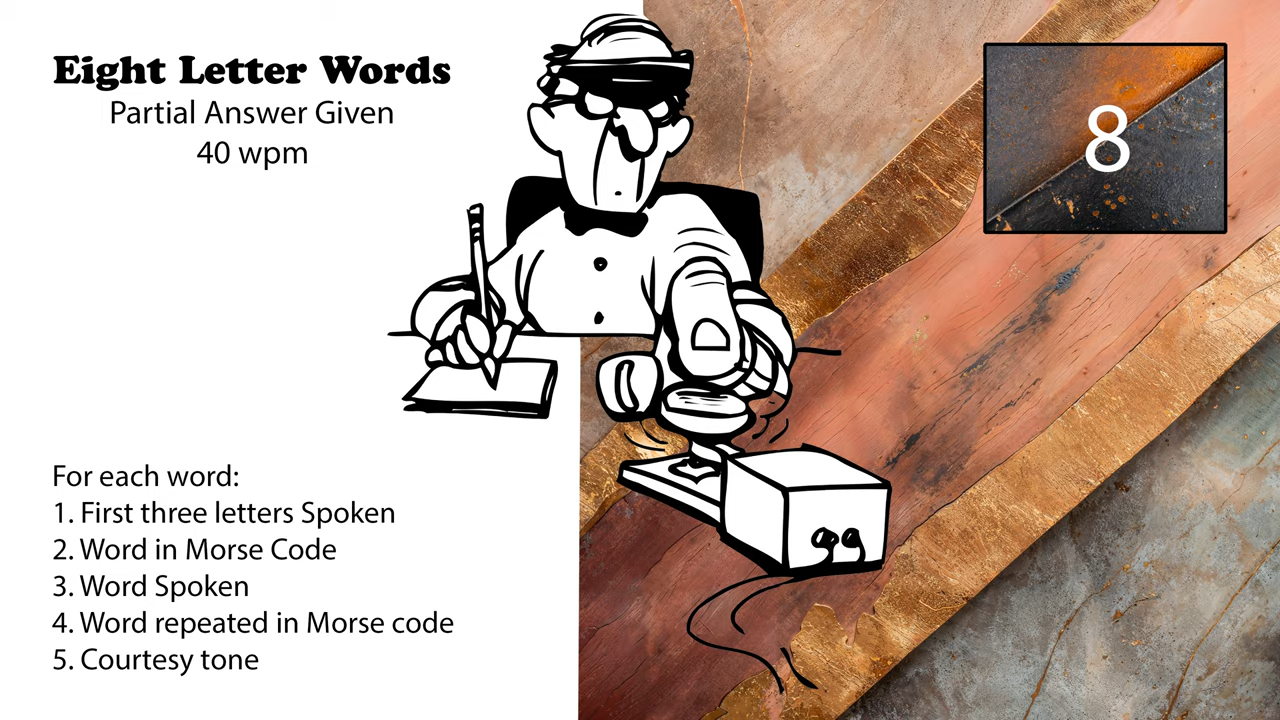 Eight Letter Words
Partial Answer Given
40 wpm
8
For each word:
1. First three letters Spoken
2. Word in Morse Code
3. Word Spoken
4. Word repeated in Morse code
5. Courtesy tone